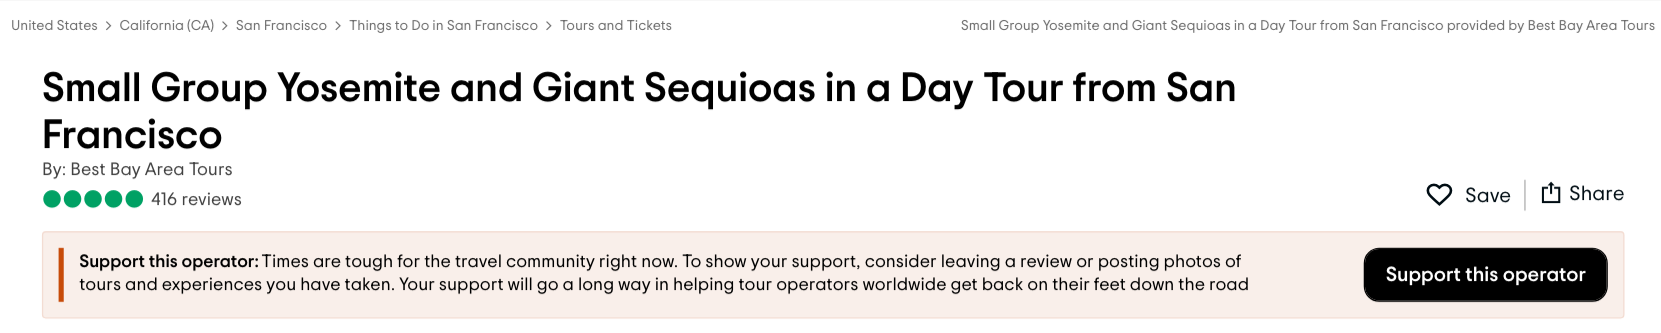 United States > California (CA) > San Francisco > Things to Do in San Francisco > Tours and Tickets
Small Group Yosemite and Giant Sequioas in a Day Tour from San Francisco provided by Best Bay Area Tours
Small Group Yosemite and Giant Sequioas in a Day Tour from San
Francisco
By: Best Bay Area Tours
416 reviews
Save
Share
Support this operator: Times are tough for the travel community right now. To show your support, consider leaving a review or posting photos of
tours and experiences you have taken. Your support will go a long way in helping tour operators worldwide get back on their feet down the road
Support this operator